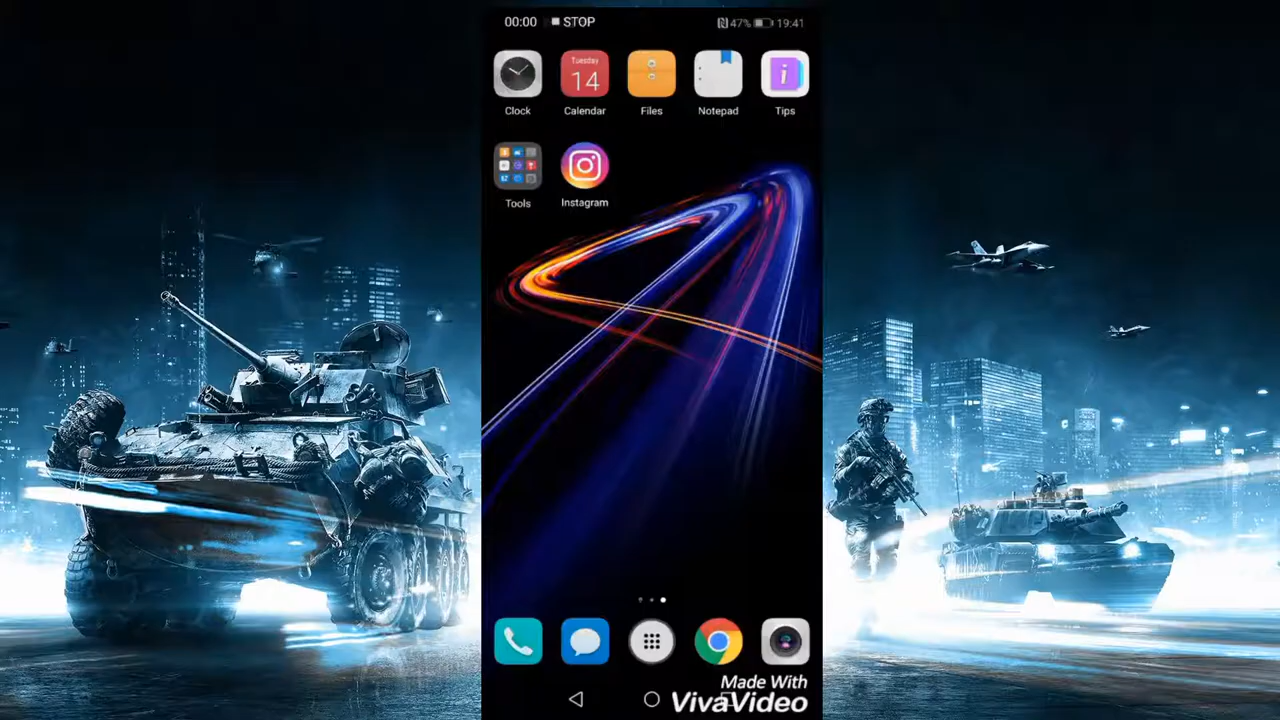 00:00 STOP 47% 19:41
Tuesday
14
Clock Calendar Files Notepad Tips
Tools Instagram
Made With
VivaVideo